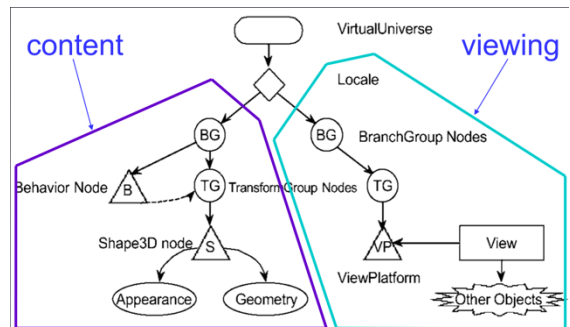 VirtualUniverse
content
viewing
Locale
BG
BG
BranchGroup Nodes
Behavior Node
B
TG
TransformGroup Nodes
TG
Shape3D node
S
VP
View
ViewPlatform
Appearance
Geometry
Other Objects